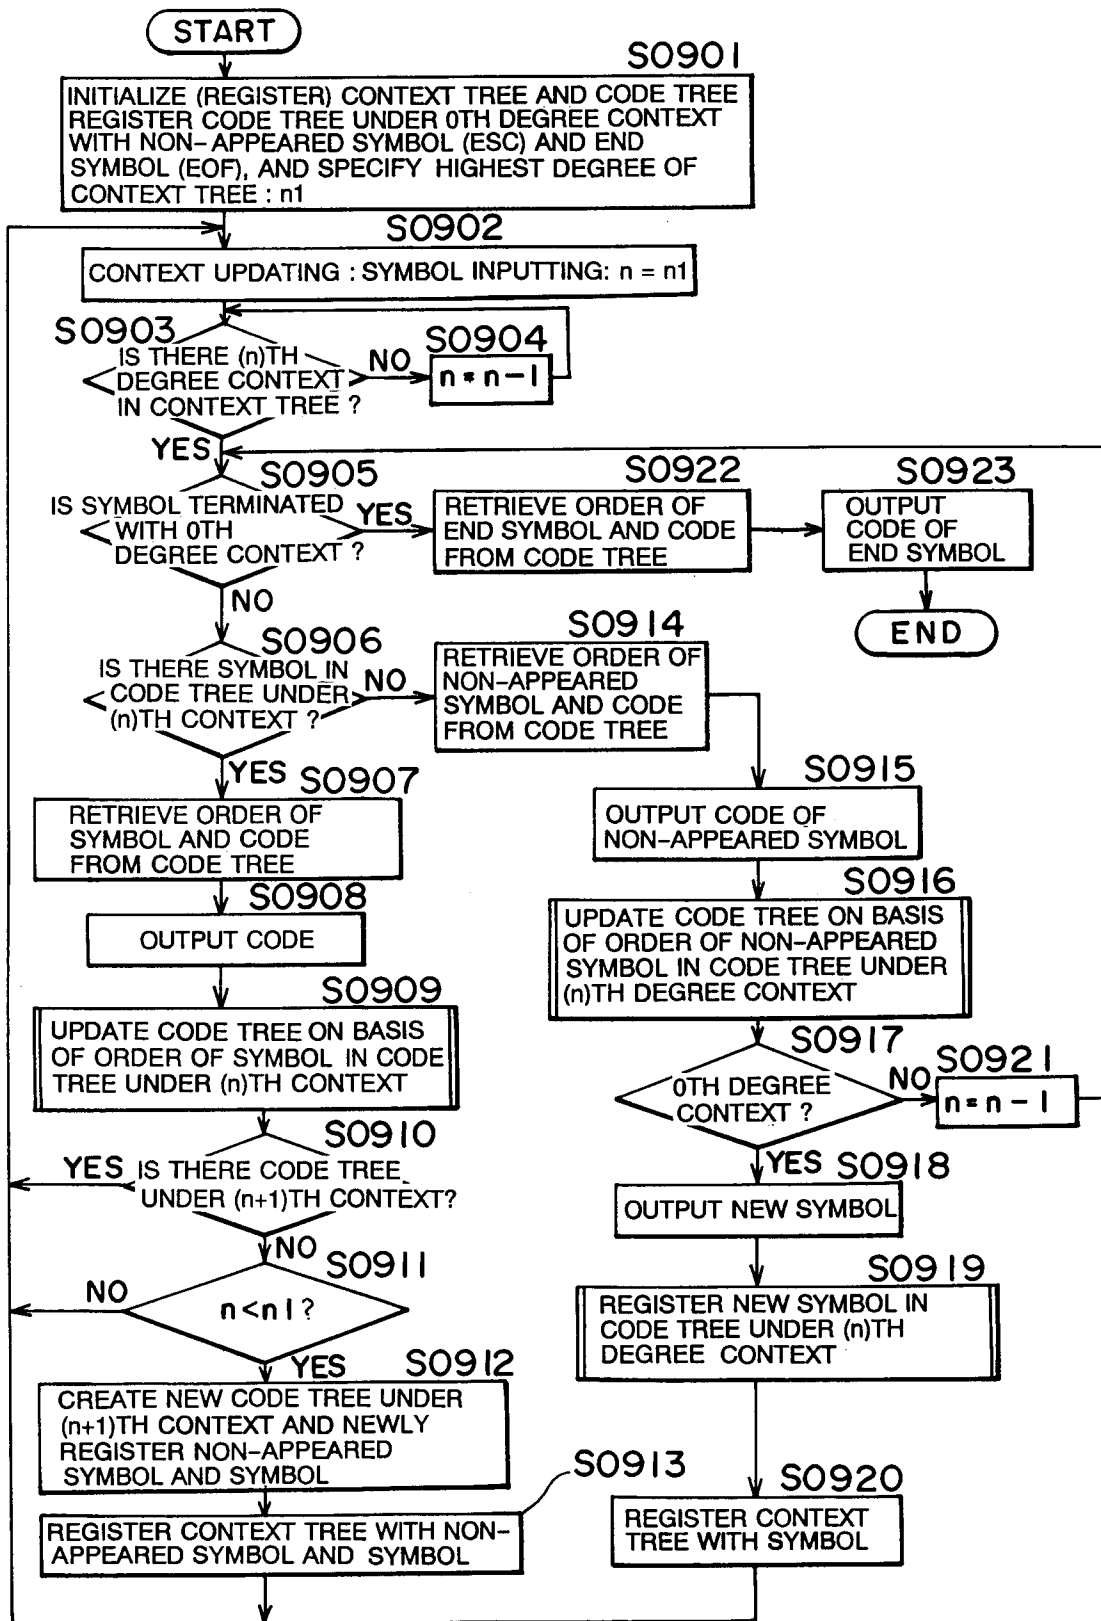 START
S0901
INITIALIZE (REGISTER) CONTEXT TREE AND CODE TREE
REGISTER CODE TREE UNDER 0TH DEGREE CONTEXT
WITH NON-APPEARED SYMBOL (ESC) AND END
SYMBOL (EOF), AND SPECIFY HIGHEST DEGREE OF
CONTEXT TREE : n1
S0902
CONTEXT UPDATING : SYMBOL INPUTTING: n = n1
S0903
IS THERE (n)TH
DEGREE CONTEXT
IN CONTEXT TREE ?
NO
S0904
n = n-1
YES
S0905
IS SYMBOL TERMINATED
WITH 0TH
DEGREE CONTEXT ?
YES
S0922
RETRIEVE ORDER OF
END SYMBOL AND CODE
FROM CODE TREE
S0923
OUTPUT
CODE OF
END SYMBOL
END
NO
S0906
IS THERE SYMBOL IN
CODE TREE UNDER
(n)TH CONTEXT ?
NO
S0914
RETRIEVE ORDER OF
NON-APPEARED
SYMBOL AND CODE
FROM CODE TREE
YES
S0907
RETRIEVE ORDER OF
SYMBOL AND CODE
FROM CODE TREE
S0908
OUTPUT CODE
S0909
UPDATE CODE TREE ON BASIS
OF ORDER OF SYMBOL IN CODE
TREE UNDER (n)TH CONTEXT
S0910
IS THERE CODE TREE
UNDER (n+1)TH CONTEXT?
YES
NO
S0911
n<n1?
NO
YES
S0912
CREATE NEW CODE TREE UNDER
(n+1)TH CONTEXT AND NEWLY
REGISTER NON-APPEARED
SYMBOL AND SYMBOL
S0913
REGISTER CONTEXT TREE WITH NON-
APPEARED SYMBOL AND SYMBOL
S0915
OUTPUT CODE OF
NON-APPEARED SYMBOL
S0916
UPDATE CODE TREE ON BASIS
OF ORDER OF NON-APPEARED
SYMBOL IN CODE TREE UNDER
(n)TH DEGREE CONTEXT
S0917
0TH DEGREE
CONTEXT ?
NO
S0921
n = n - 1
YES
S0918
OUTPUT NEW SYMBOL
S0919
REGISTER NEW SYMBOL IN
CODE TREE UNDER (n)TH
DEGREE CONTEXT
S0920
REGISTER CONTEXT
TREE WITH SYMBOL